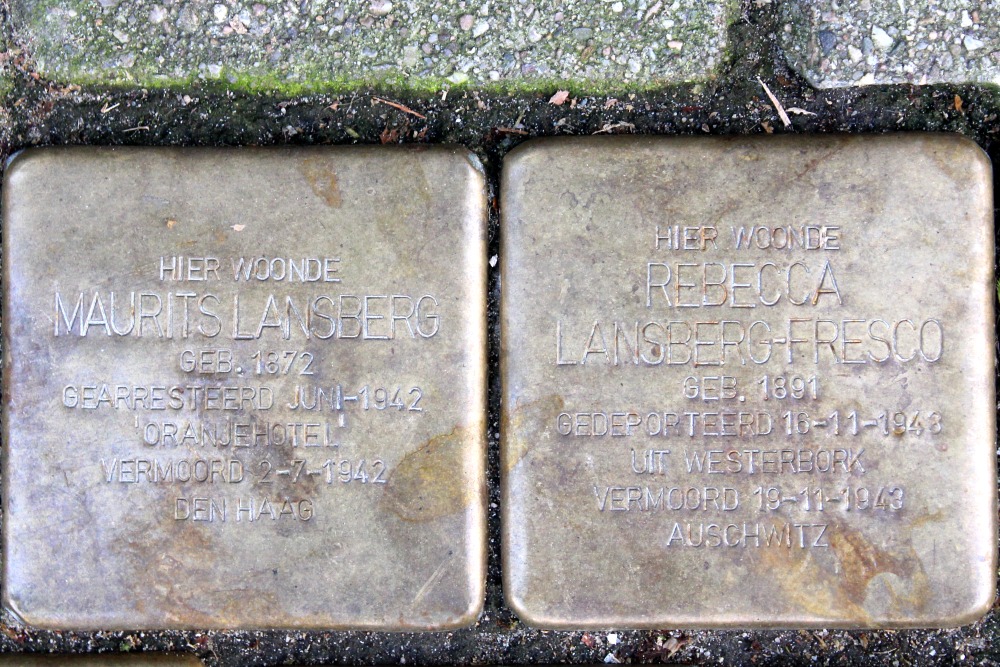 HIER WOONDE
MAURITS LANSBERG
GEB. 1872
GEARRESTEERD JUNI-1942
'ORANJEHOTEL'
VERMOORD 2-7-1942
DEN HAAG
HIER WOONDE
REBECCA
LANSBERG-FRESCO
GEB. 1891
GEDEPORTEERD 16-11-1943
UIT WESTERBORK
VERMOORD 19-11-1943
AUSCHWITZ